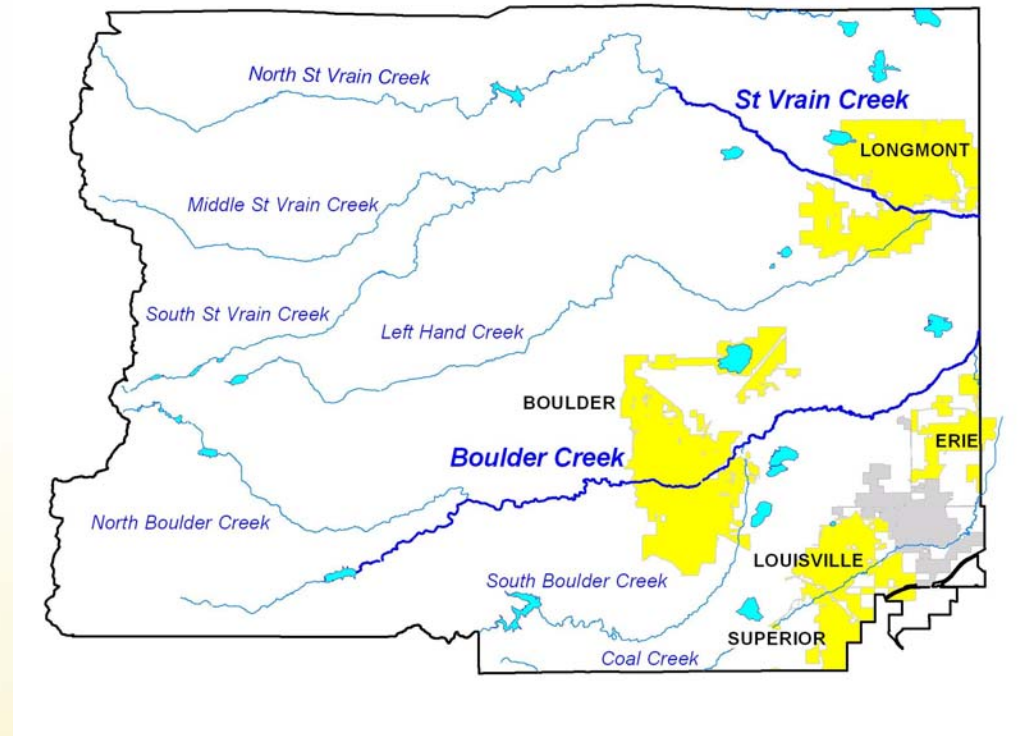 North St Vrain Creek
St Vrain Creek
LONGMONT
Middle St Vrain Creek
South St Vrain Creek
Left Hand Creek
BOULDER
ERIE
Boulder Creek
North Boulder Creek
LOUISVILLE
South Boulder Creek
SUPERIOR
Coal Creek